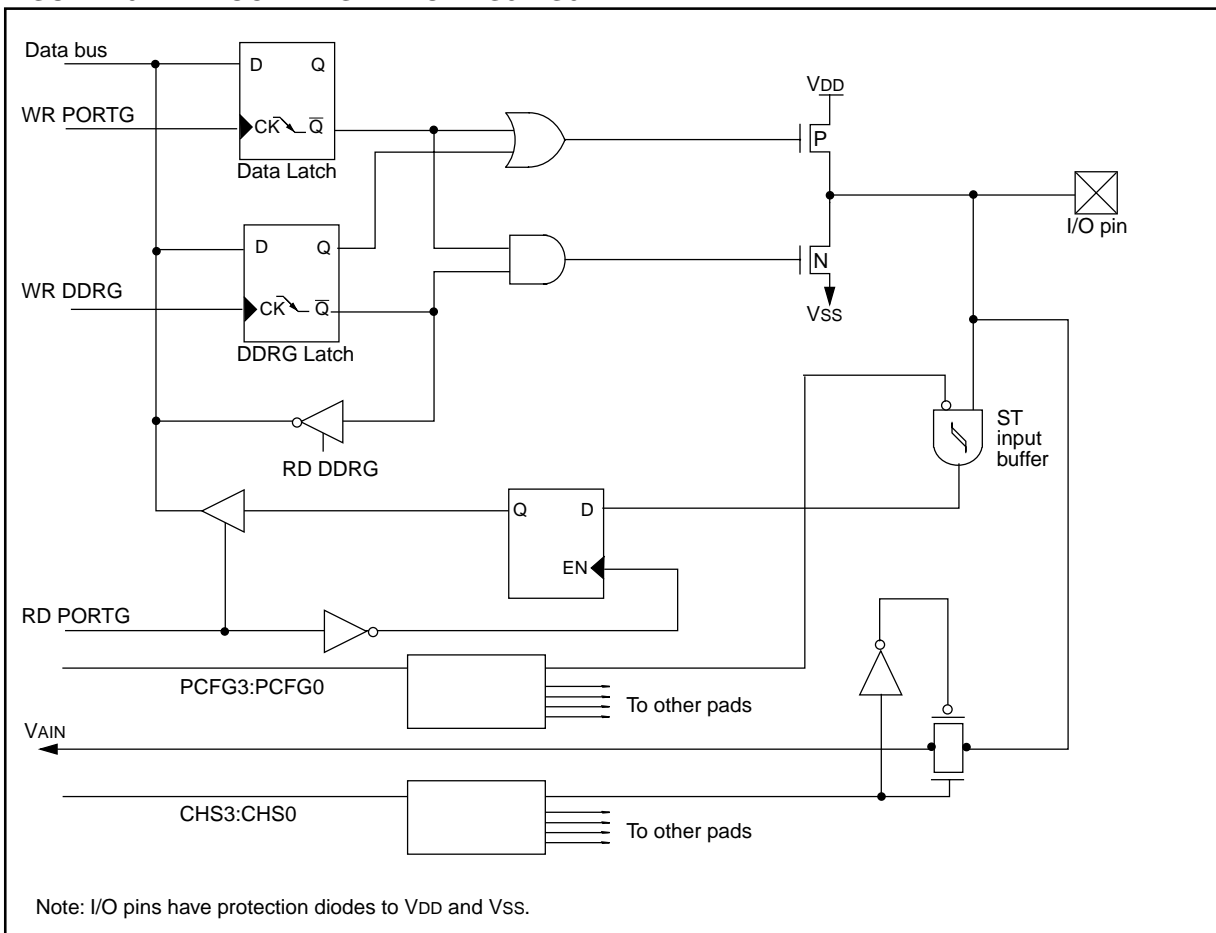 Data bus
D Q
VDD
WR PORTG
CK Q
P
Data Latch
I/O pin
D Q
N
WR DDRG
CK Q
VSS
DDRG Latch
ST
input
buffer
RD DDRG
Q D
EN
RD PORTG
PCFG3:PCFG0
To other pads
VAIN
CHS3:CHS0
To other pads
Note: I/O pins have protection diodes to VDD and VSS.